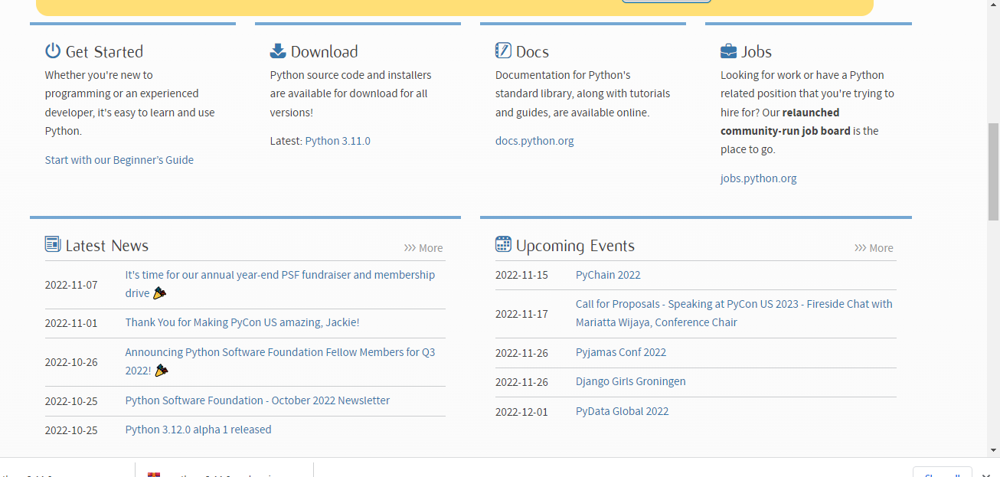 Get Started
Whether you're new to
programming or an experienced
developer, it's easy to learn and use
Python.
Start with our Beginner’s Guide
Download
Python source code and installers
are available for download for all
versions!
Latest: Python 3.11.0
Docs
Documentation for Python's
standard library, along with tutorials
and guides, are available online.
docs.python.org
Jobs
Looking for work or have a Python
related position that you're trying to
hire for? Our relaunched
community-run job board is the
place to go.
jobs.python.org
Latest News
>>> More
2022-11-07 It's time for our annual year-end PSF fundraiser and membership
drive 🎉
2022-11-01 Thank You for Making PyCon US amazing, Jackie!
2022-10-26 Announcing Python Software Foundation Fellow Members for Q3
2022! 🎉
2022-10-25 Python Software Foundation - October 2022 Newsletter
2022-10-25 Python 3.12.0 alpha 1 released
Upcoming Events
>>> More
2022-11-15 PyChain 2022
2022-11-17 Call for Proposals - Speaking at PyCon US 2023 - Fireside Chat with
Mariatta Wijaya, Conference Chair
2022-11-26 Pyjamas Conf 2022
2022-11-26 Django Girls Groningen
2022-12-01 PyData Global 2022